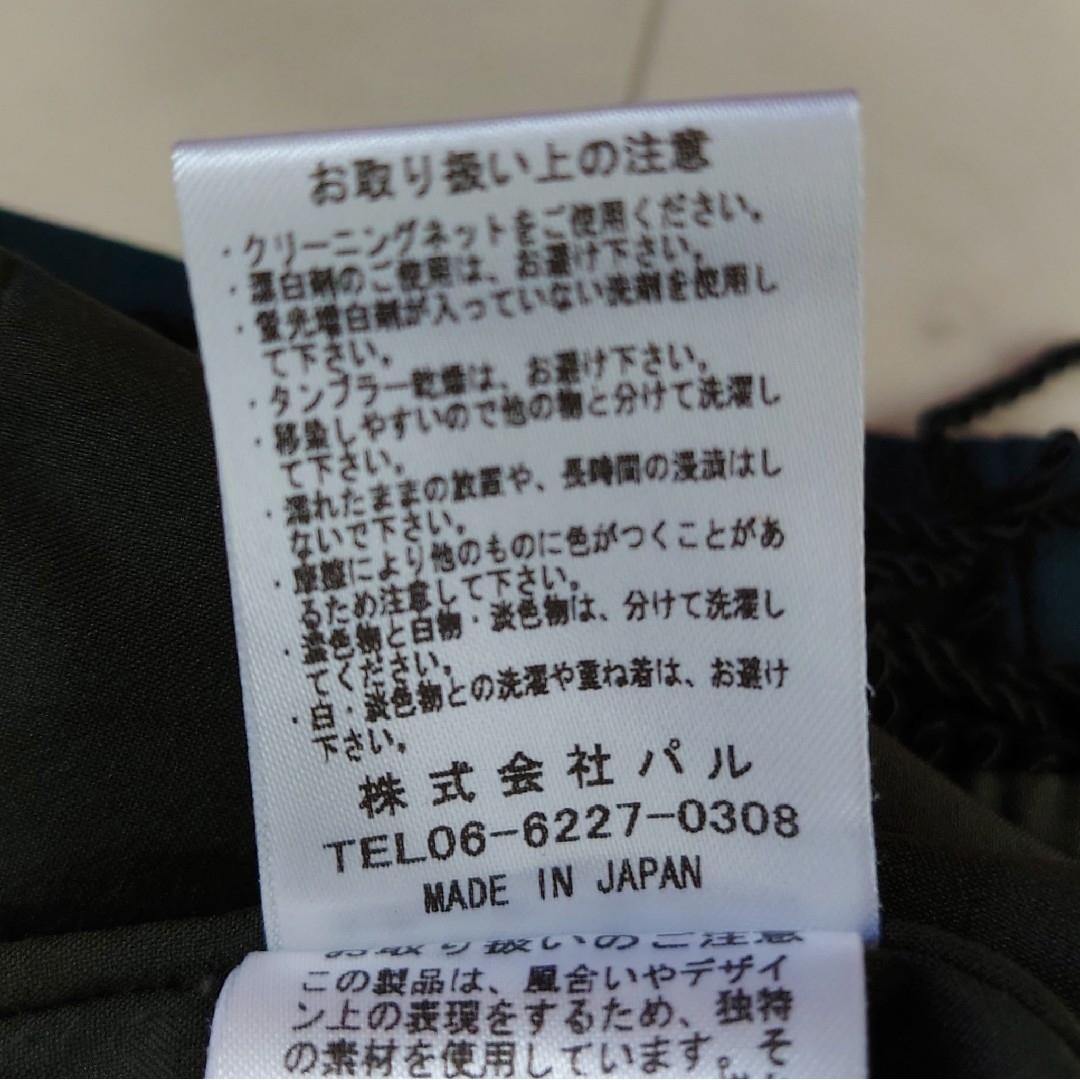 お取り扱い上の注意
・クリーニングネットをご使用ください。
・漂白剤のご使用は、お避け下さい。
・蛍光増白剤が入っていない洗剤を使用し
て下さい。
・タンブラー乾燥は、お避け下さい。
・移染しやすいので他の物と分けて洗濯し
て下さい。
・濡れたままの放置や、長時間の浸漬はし
ないで下さい。
・摩擦により他のものに色がつくことがあ
るため注意して下さい。
・濃色物と白物・淡色物は、分けて洗濯し
てください。
・白・淡色物との洗濯や重ね着は、お避け
下さい。
株式会社パル
TEL06-6227-0308
MADE IN JAPAN
お取り扱いのご注意
この製品は、風合いやデザイ
ン上の表現をするため、独特
の素材を使用しています。そ